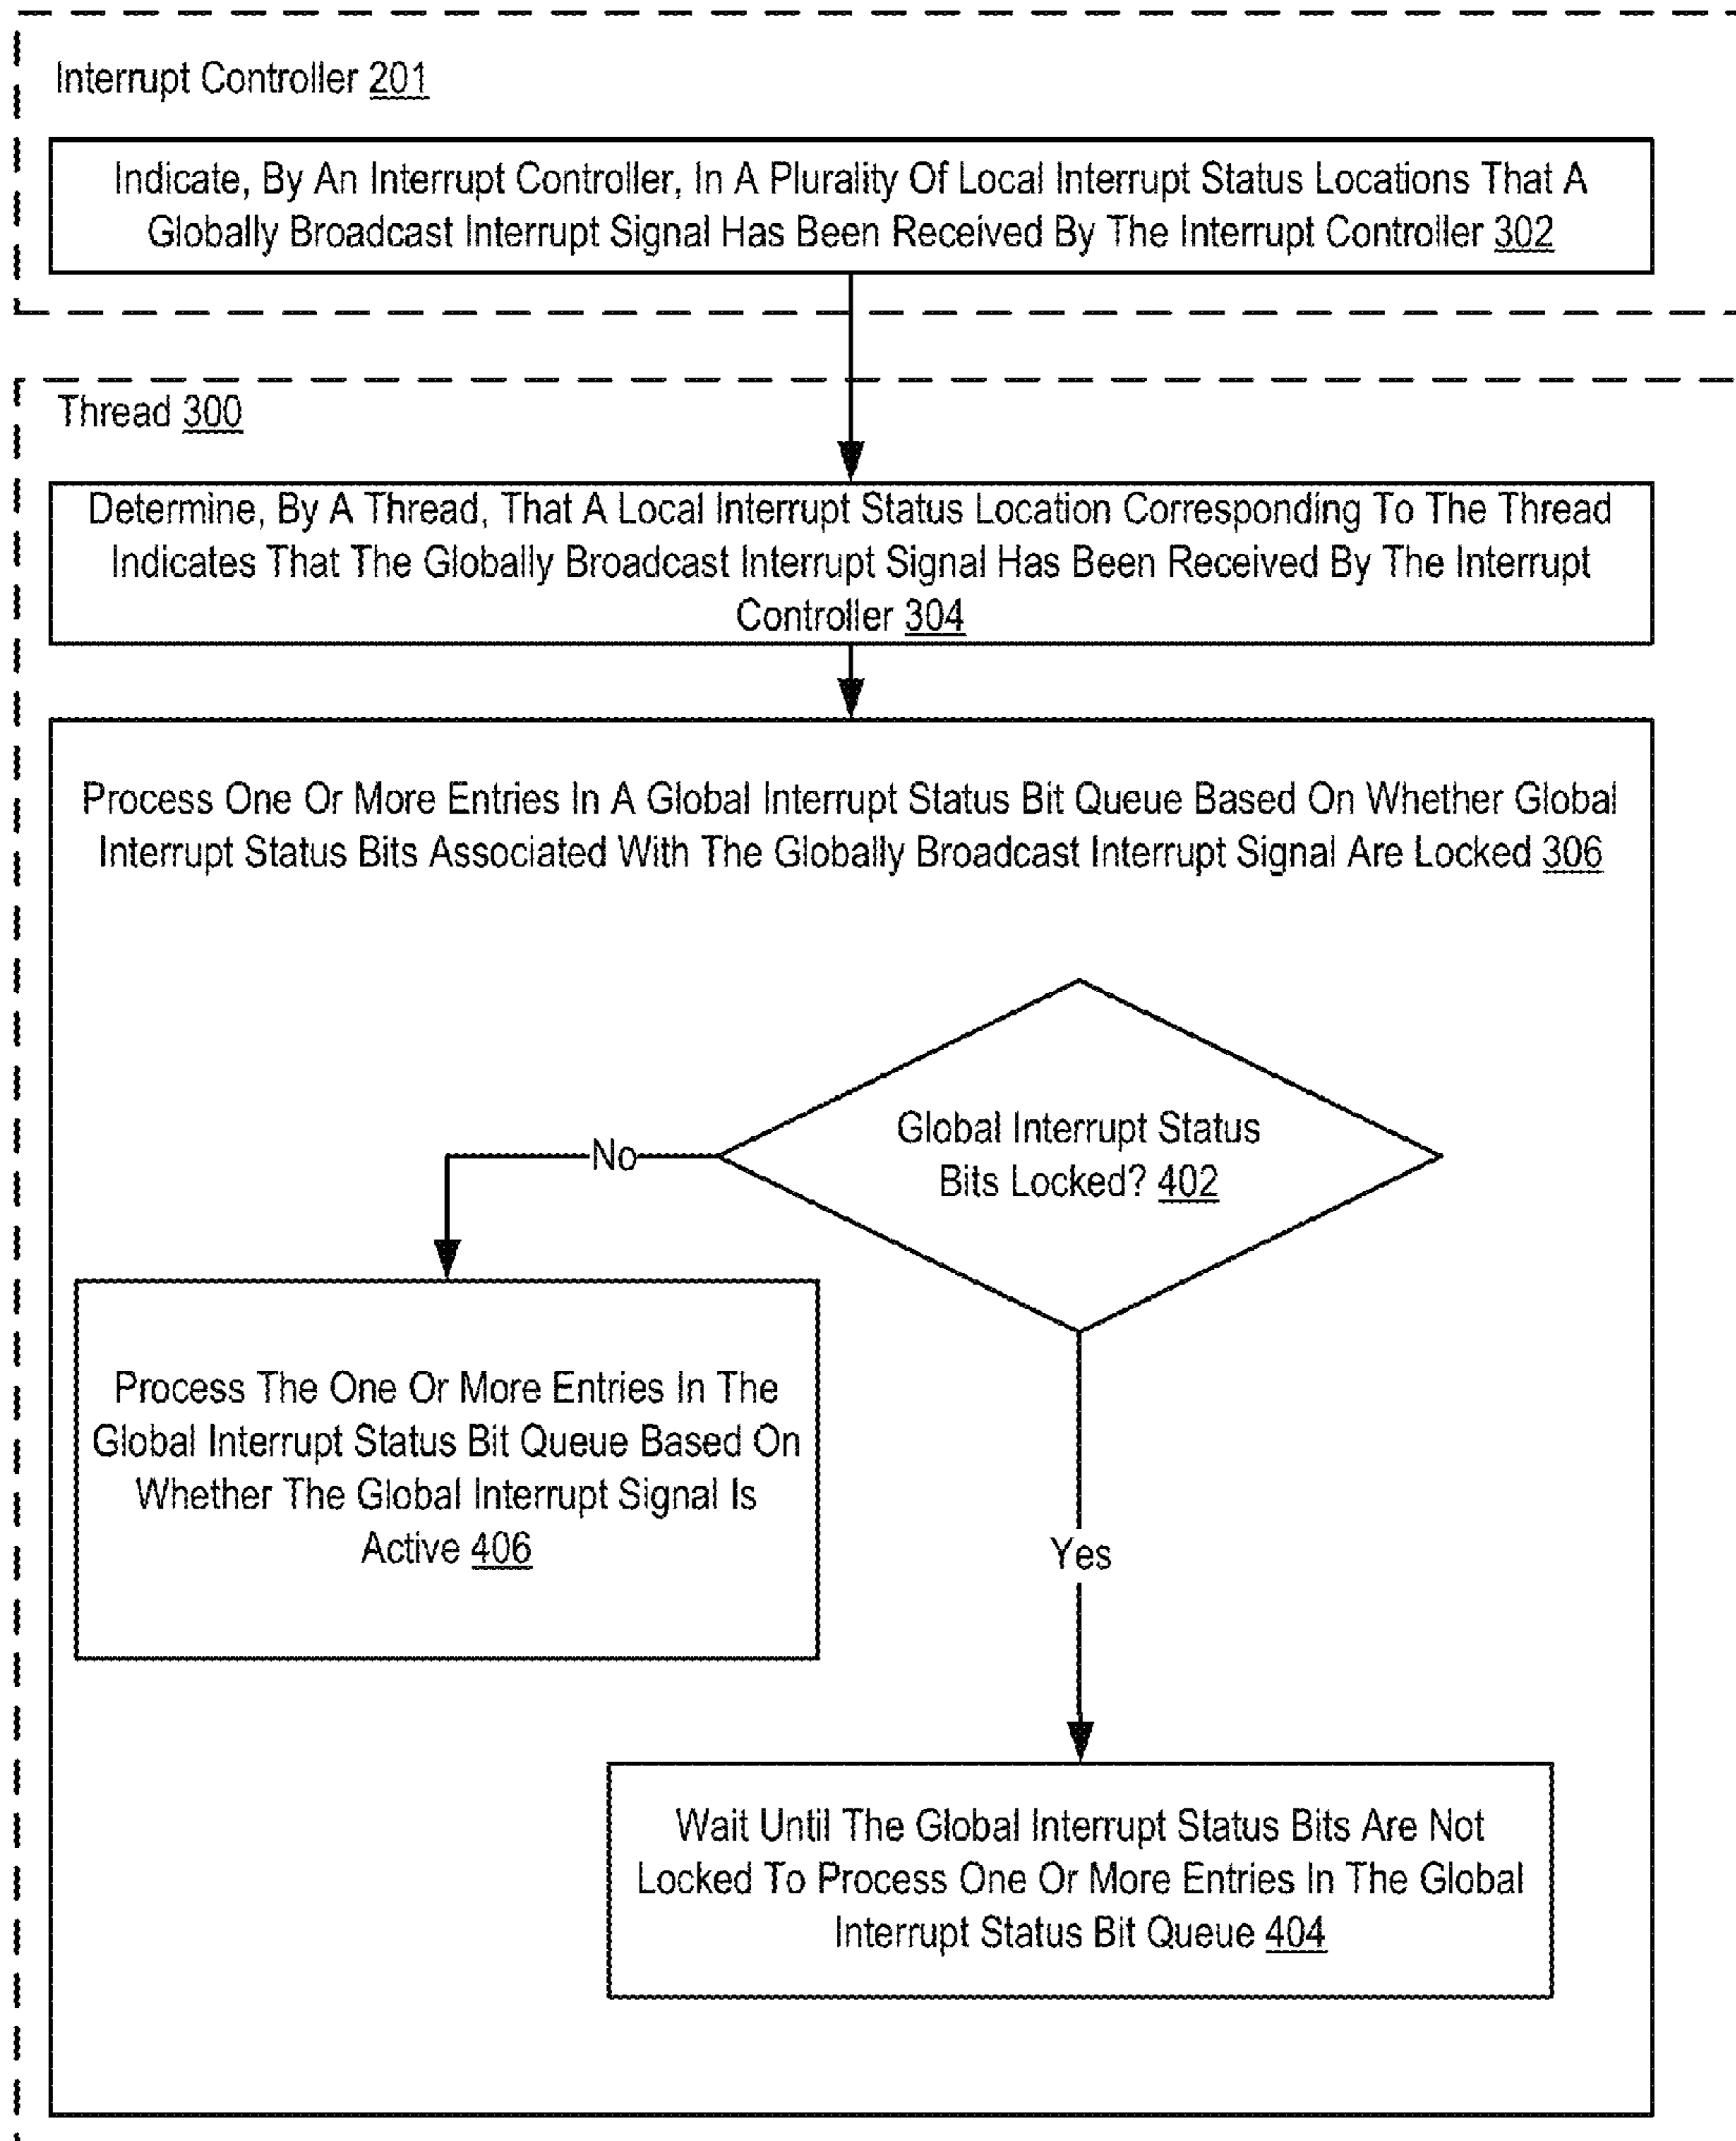 Interrupt Controller 201
Indicate, By An Interrupt Controller, In A Plurality Of Local Interrupt Status Locations That A
Globally Broadcast Interrupt Signal Has Been Received By The Interrupt Controller 302
Thread 300
Determine, By A Thread, That A Local Interrupt Status Location Corresponding To The Thread
Indicates That The Globally Broadcast Interrupt Signal Has Been Received By The Interrupt
Controller 304
Process One Or More Entries In A Global Interrupt Status Bit Queue Based On Whether Global
Interrupt Status Bits Associated With The Globally Broadcast Interrupt Signal Are Locked 306
Global Interrupt Status
Bits Locked? 402
No
Process The One Or More Entries In The
Global Interrupt Status Bit Queue Based On
Whether The Global Interrupt Signal Is
Active 406
Yes
Wait Until The Global Interrupt Status Bits Are Not
Locked To Process One Or More Entries In The Global
Interrupt Status Bit Queue 404